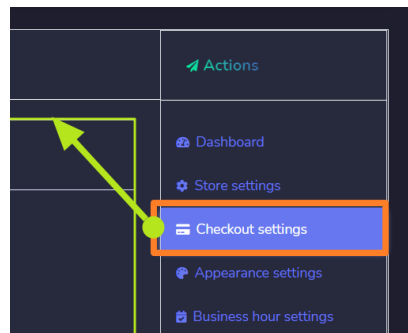 Actions
Dashboard
Store settings
Checkout settings
Appearance settings
Business hour settings